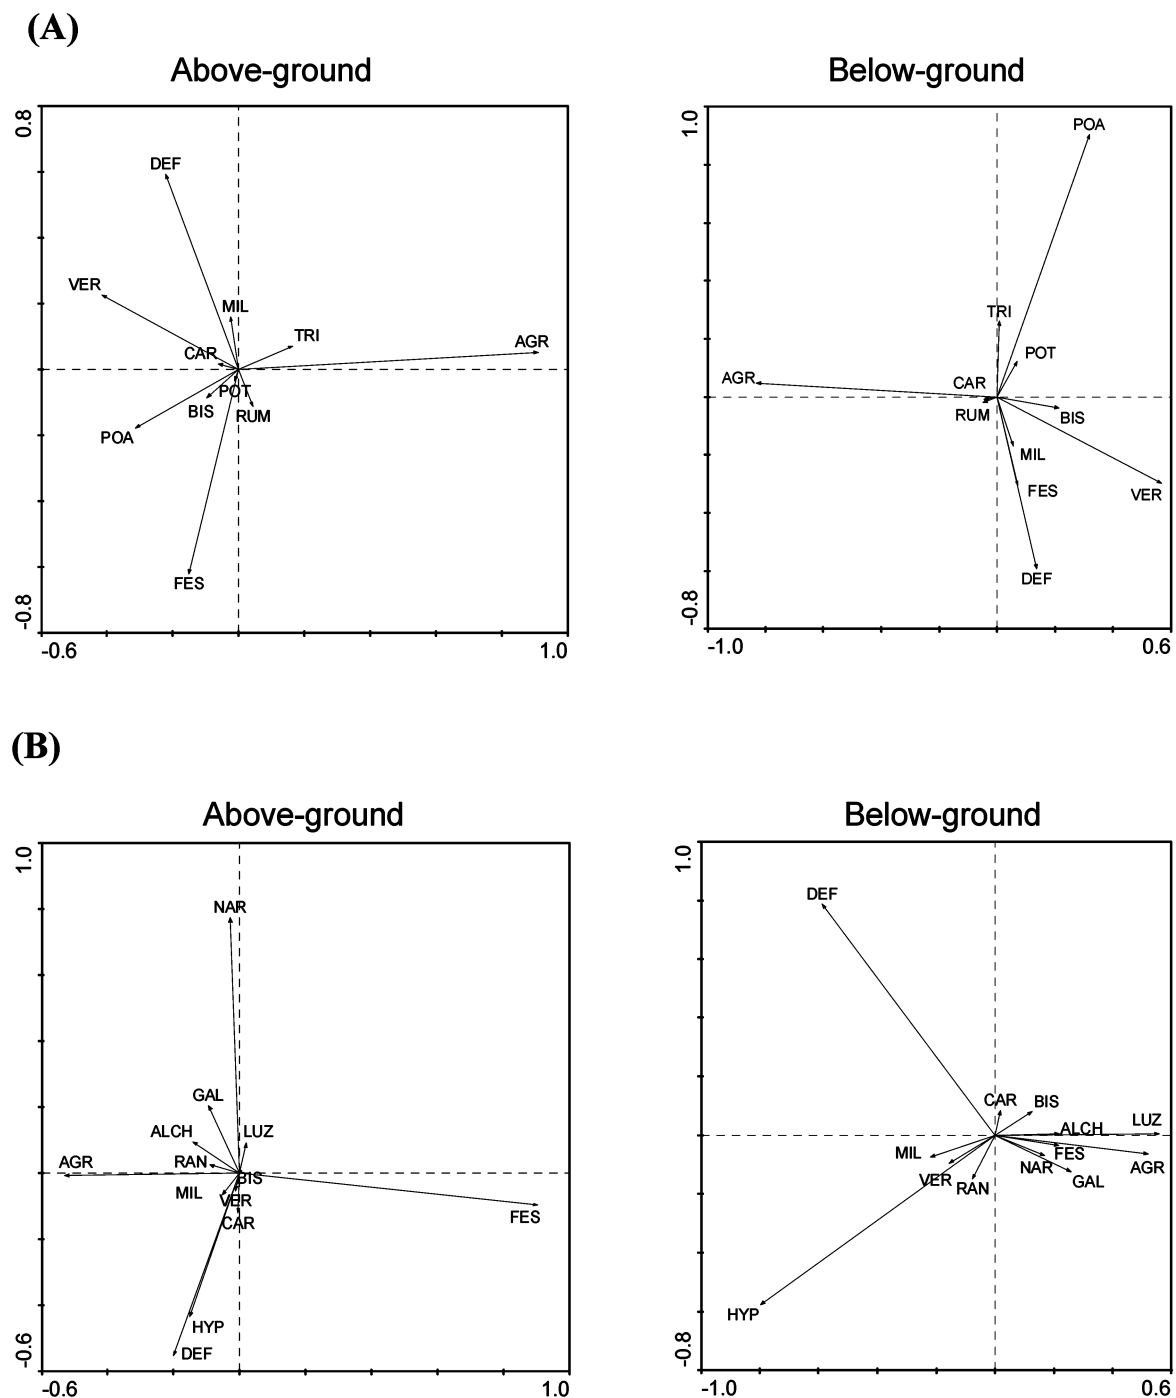 (A)
Above-ground
Below-ground
0.8
DEF
VER
MIL
TRI
AGR
CAR
POT
BIS
RUM
POA
FES
-0.8
-0.6
1.0
1.0
POA
TRI
POT
AGR
CAR
RUM
BIS
MIL
FES
VER
DEF
-0.8
-1.0
0.6
(B)
Above-ground
Below-ground
1.0
NAR
GAL
ALCH
LUZ
RAN
AGR
BIS
MIL
VER
CAR
FES
HYP
DEF
-0.6
-0.6
1.0
1.0
DEF
CAR
BIS
LUZ
ALCH
MIL
FES
AGR
NAR
VER
RAN
GAL
HYP
-0.8
-1.0
0.6